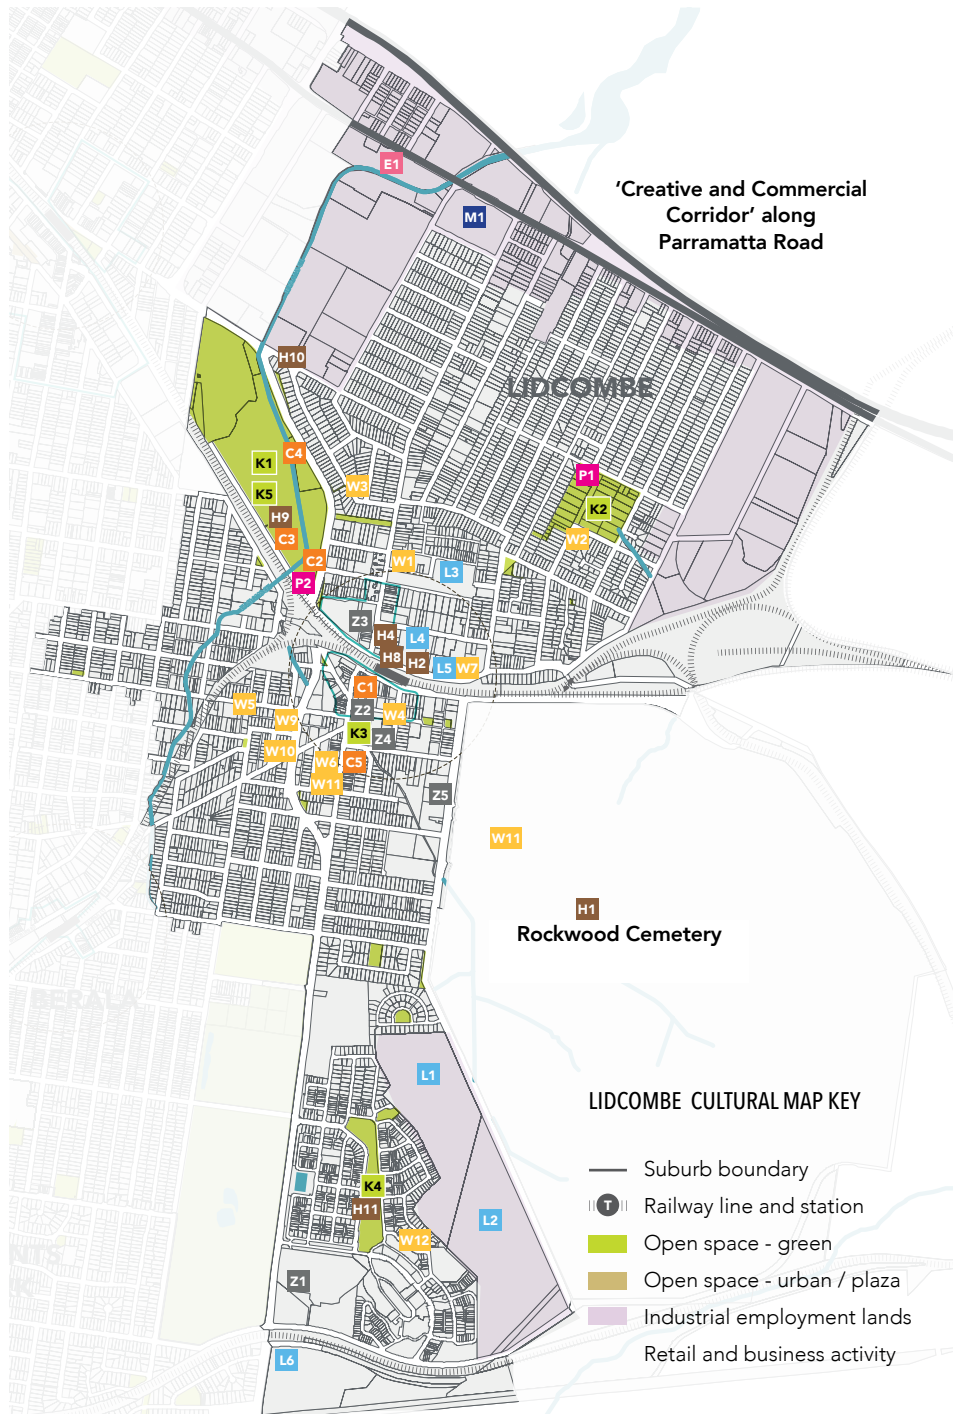 E1
'Creative and Commercial
Corridor' along
Parramatta Road
M1
H10
LIDCOMBE
C4
K1
P1
W3
K5
K2
H9
C3
W2
C2
W1
L3
P2
Z3
H4
L4
H8
H2
L5
W7
C1
W5
Z2
W4
W9
K3
Z4
W10
W6
C5
W11
Z5
W11
H1
Rockwood Cemetery
BERALA
L1
LIDCOMBE CULTURAL MAP KEY
Suburb boundary
K4
T
Railway line and station
H11
L2
W12
Open space - green
Z1
Open space - urban / plaza
Industrial employment lands
L6
Retail and business activity